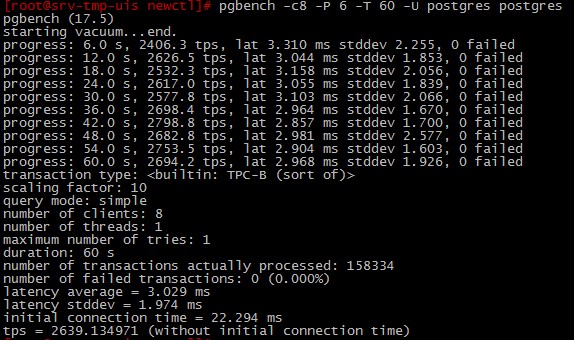 [root@srv-tmp-uis newctl]# pgbench -c8 -P 6 -T 60 -U postgres postgres
pgbench (17.5)
starting vacuum...end.
progress: 6.0 s, 2406.3 tps, lat 3.310 ms stddev 2.255, 0 failed
progress: 12.0 s, 2626.5 tps, lat 3.044 ms stddev 1.853, 0 failed
progress: 18.0 s, 2532.3 tps, lat 3.158 ms stddev 2.056, 0 failed
progress: 24.0 s, 2617.0 tps, lat 3.055 ms stddev 1.839, 0 failed
progress: 30.0 s, 2577.8 tps, lat 3.103 ms stddev 2.066, 0 failed
progress: 36.0 s, 2698.4 tps, lat 2.964 ms stddev 1.670, 0 failed
progress: 42.0 s, 2798.8 tps, lat 2.857 ms stddev 1.700, 0 failed
progress: 48.0 s, 2682.8 tps, lat 2.981 ms stddev 2.577, 0 failed
progress: 54.0 s, 2753.5 tps, lat 2.904 ms stddev 1.603, 0 failed
progress: 60.0 s, 2694.2 tps, lat 2.968 ms stddev 1.926, 0 failed
transaction type: <builtin: TPC-B (sort of)>
scaling factor: 10
query mode: simple
number of clients: 8
number of threads: 1
maximum number of tries: 1
duration: 60 s
number of transactions actually processed: 158334
number of failed transactions: 0 (0.000%)
latency average = 3.029 ms
latency stddev = 1.974 ms
initial connection time = 22.294 ms
tps = 2639.134971 (without initial connection time)